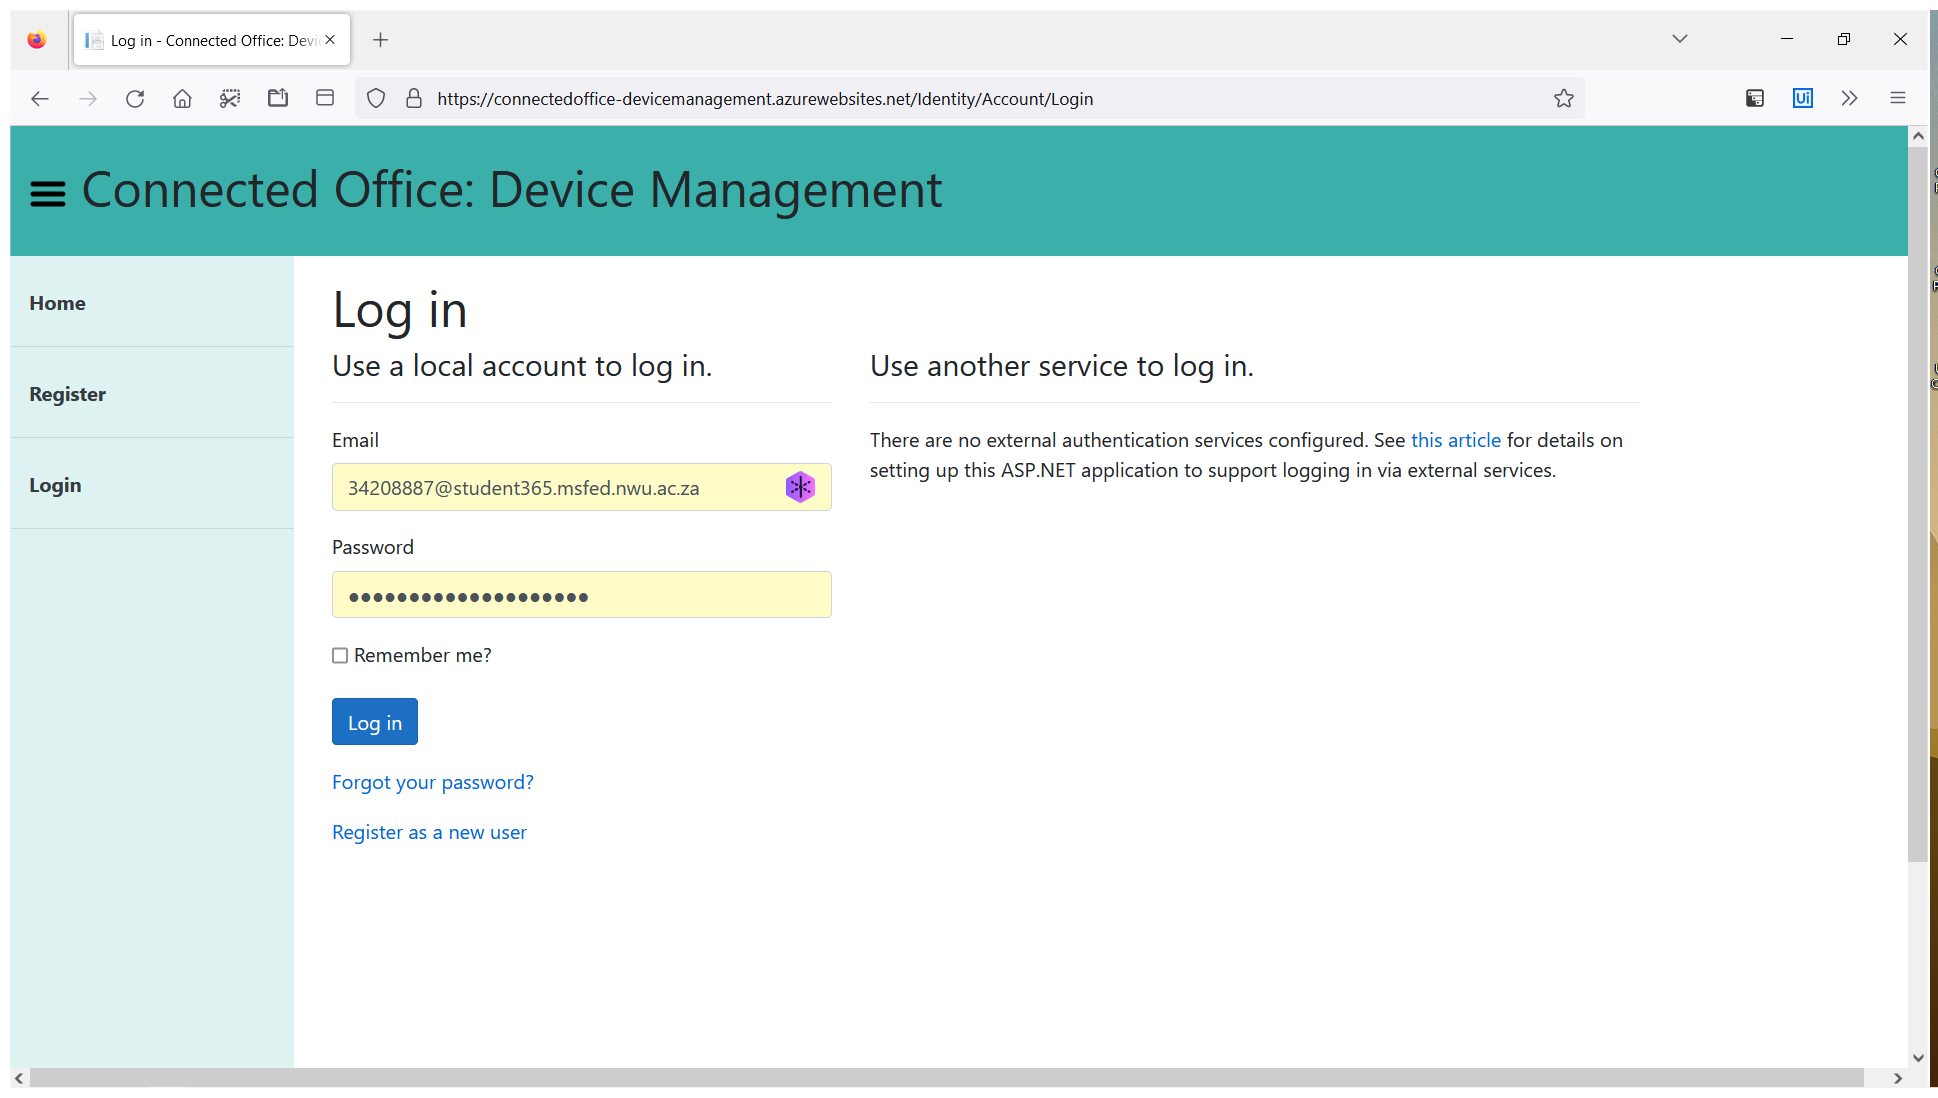 Log in - Connected Office: Devi
https://connectedoffice-devicemanagement.azurewebsites.net/Identity/Account/Login
Ui
Connected Office: Device Management
Home
Register
Login
Log in
Use a local account to log in.
Email
34208887@student365.msfed.nwu.ac.za
Password
Remember me?
Log in
Forgot your password?
Register as a new user
Use another service to log in.
There are no external authentication services configured. See this article for details on
setting up this ASP.NET application to support logging in via external services.